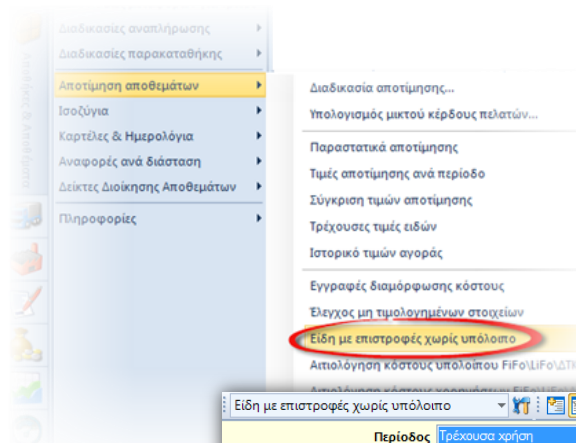 Διαδικασίες αναπλήρωσης
Διαδικασίες παρακαταθήκης
Αποτίμηση αποθεμάτων
Ισοζύγια
Καρτέλες & Ημερολόγια
Αναφορές ανά διάσταση
Δείκτες Διοίκησης Αποθεμάτων
Πληροφορίες
Διαδικασία αποτίμησης...
Υπολογισμός μικτού κέρδους πελατών...
Παραστατικά αποτίμησης
Τιμές αποτίμησης ανά περίοδο
Σύγκριση τιμών αποτίμησης
Τρέχουσες τιμές ειδών
Ιστορικό τιμών αγοράς
Εγγραφές διαμόρφωσης κόστους
Έλεγχος μη τιμολογημένων στοιχείων
Είδη με επιστροφές χωρίς υπόλοιπο
Αιτιολόγηση κόστους υπολοίπου FiFo\LiFo\ΔΤΚ
Είδη με επιστροφές χωρίς υπόλοιπο
Περίοδος Τρέχουσα χρήση